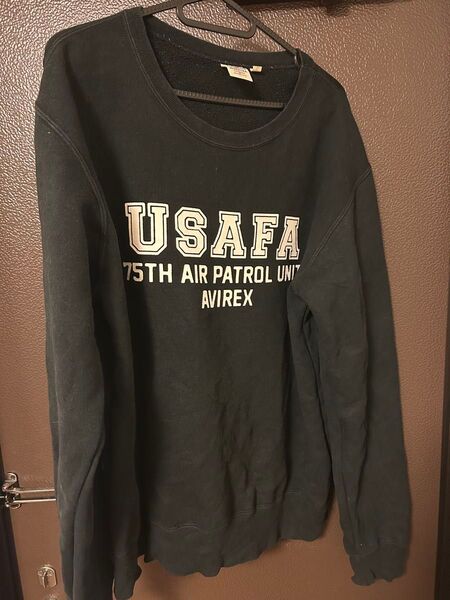 USAFA
75TH AIR PATROL UNIT
AVIREX